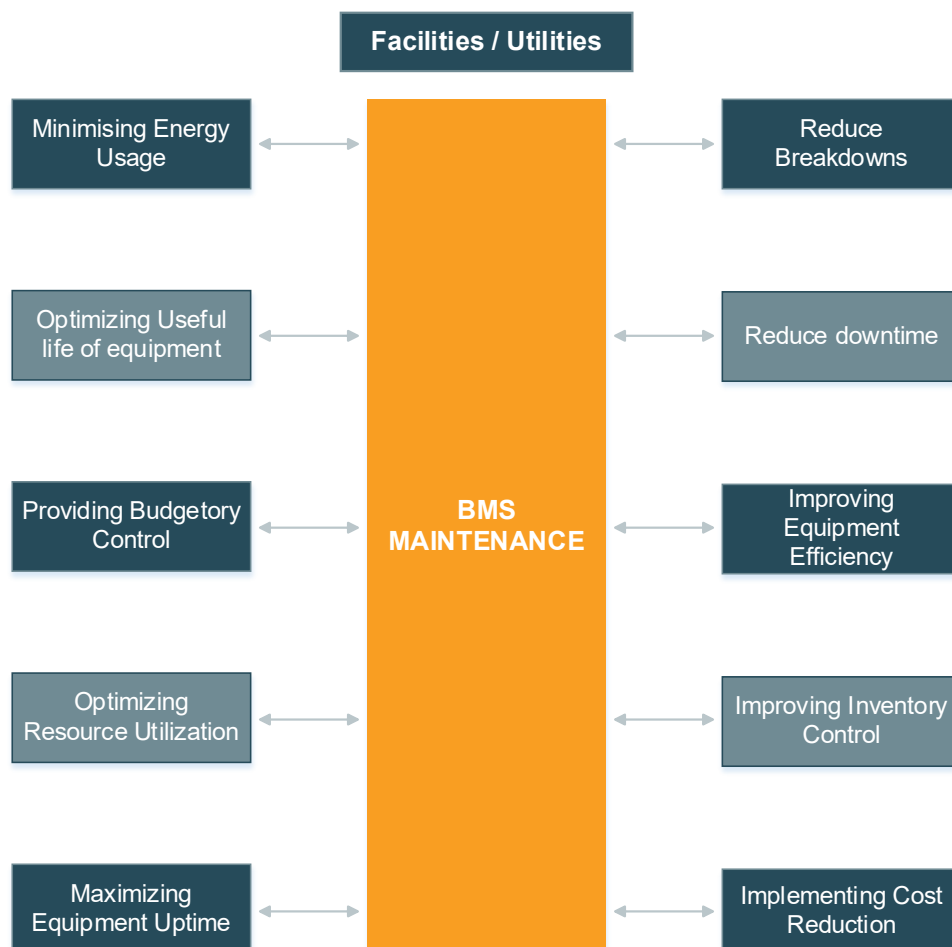 Facilities / Utilities
Minimising Energy
Usage
Reduce
Breakdowns
Optimizing Useful
life of equipment
Reduce downtime
Providing Budgetory
Control
BMS
MAINTENANCE
Improving
Equipment
Efficiency
Optimizing
Resource Utilization
Improving Inventory
Control
Maximizing
Equipment Uptime
Implementing Cost
Reduction